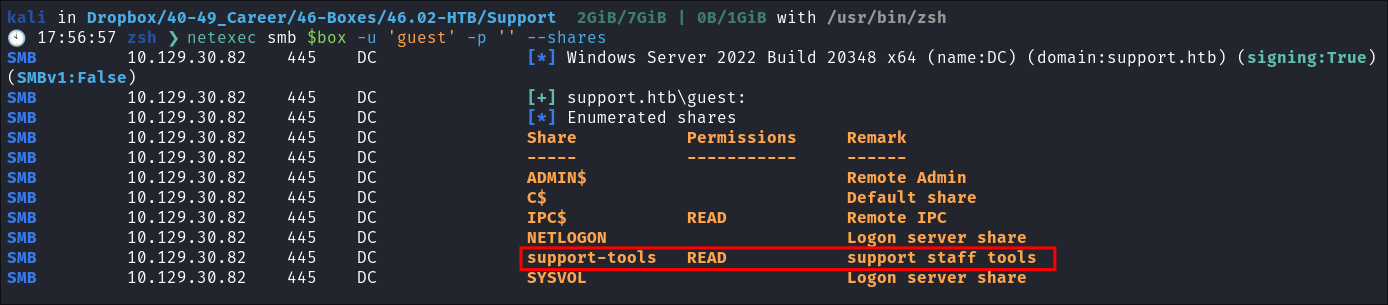 kali in Dropbox/40-49_Career/46-Boxes/46.02-HTB/Support 2GiB/7GiB | 0B/1GiB with /usr/bin/zsh
🕙 17:56:57 zsh ❯ netexec smb $box -u 'guest' -p '' --shares
SMB 10.129.30.82 445 DC [*] Windows Server 2022 Build 20348 x64 (name:DC) (domain:support.htb) (signing:True)
(SMBv1:False)
SMB 10.129.30.82 445 DC [+] support.htb\guest:
SMB 10.129.30.82 445 DC [*] Enumerated shares
SMB 10.129.30.82 445 DC Share Permissions Remark
SMB 10.129.30.82 445 DC ----- ----------- ------
SMB 10.129.30.82 445 DC ADMIN$ Remote Admin
SMB 10.129.30.82 445 DC C$ Default share
SMB 10.129.30.82 445 DC IPC$ READ Remote IPC
SMB 10.129.30.82 445 DC NETLOGON Logon server share
SMB 10.129.30.82 445 DC support-tools READ support staff tools
SMB 10.129.30.82 445 DC SYSVOL Logon server share